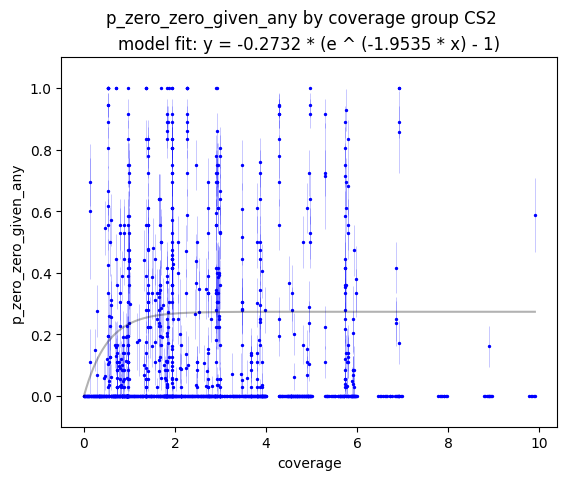 p_zero_zero_given_any by coverage group CS2
model fit: y = -0.2732 * (e ^ (-1.9535 * x) - 1)
p_zero_zero_given_any
1.0
0.8
0.6
0.4
0.2
0.0
0 2 4 6 8 10
coverage